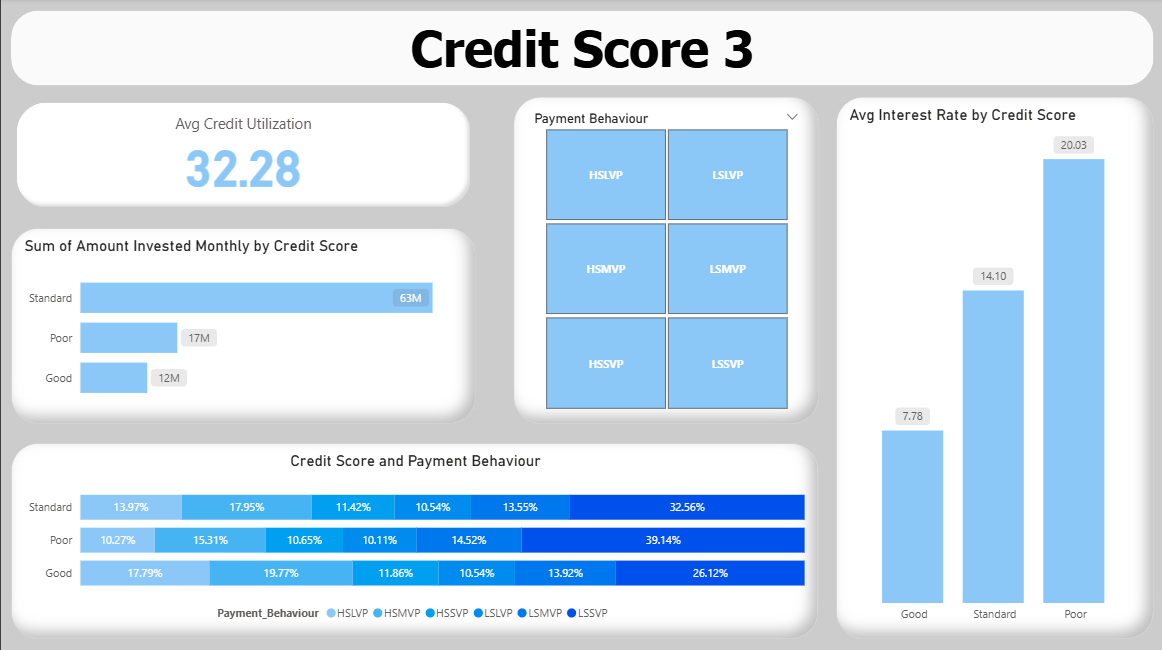 Credit Score 3
Avg Credit Utilization
32.28
Sum of Amount Invested Monthly by Credit Score
Standard 63M
Poor 17M
Good 12M
Payment Behaviour
HSLVP LSLVP
HSMVP LSMVP
HSSVP LSSVP
Avg Interest Rate by Credit Score
20.03
14.10
7.78
Good Standard Poor
Credit Score and Payment Behaviour
Standard 13.97% 17.95% 11.42% 10.54% 13.55% 32.56%
Poor 10.27% 15.31% 10.65% 10.11% 14.52% 39.14%
Good 17.79% 19.77% 11.86% 10.54% 13.92% 26.12%
Payment_Behaviour HSLVP HSMVP HSSVP LSLVP LSMVP LSSVP